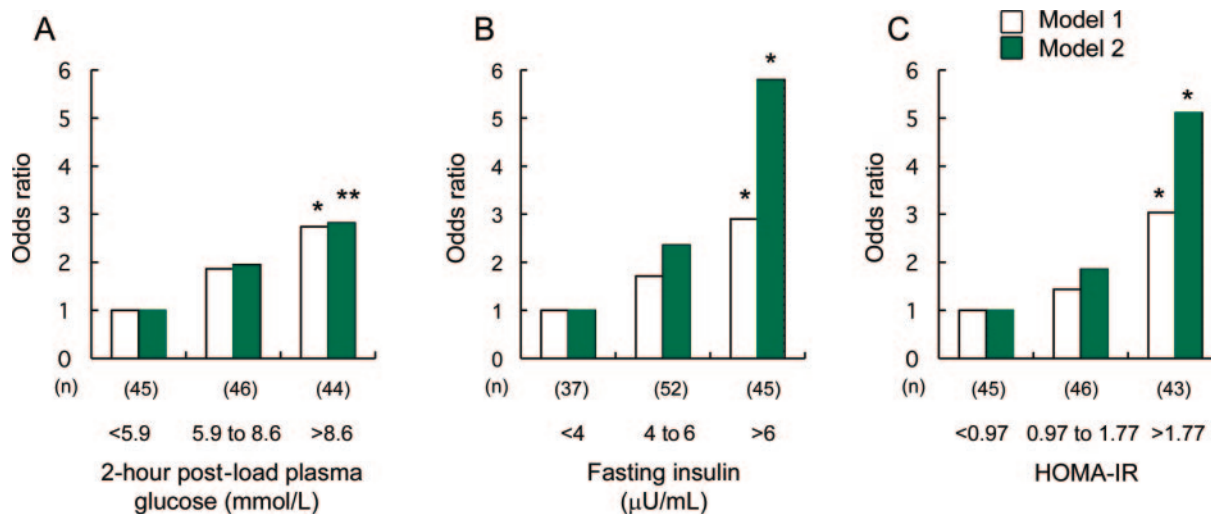 A
6
5
4
3
2
1
0
Odds ratio
*
**
(n)
(45)
(46)
(44)
<5.9
5.9 to 8.6
>8.6
2-hour post-load plasma
glucose (mmol/L)
B
6
5
4
3
2
1
0
Odds ratio
*
*
(n)
(37)
(52)
(45)
<4
4 to 6
>6
Fasting insulin
(μU/mL)
C
Model 1
Model 2
6
5
4
3
2
1
0
Odds ratio
*
*
(n)
(45)
(46)
(43)
<0.97
0.97 to 1.77
>1.77
HOMA-IR